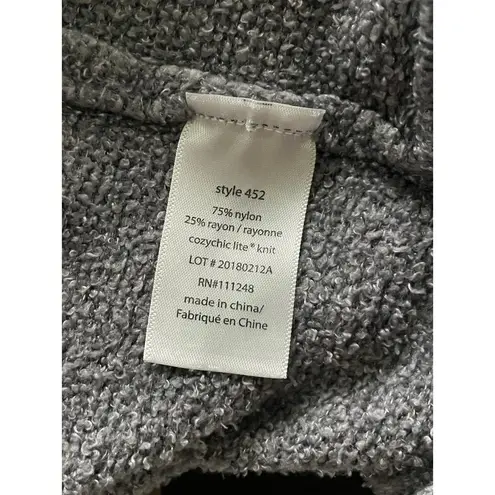 style 452
75% nylon
25% rayon / rayonne
cozychic lite® knit
LOT # 20180212A
RN#111248
made in china/
Fabriqué en Chine